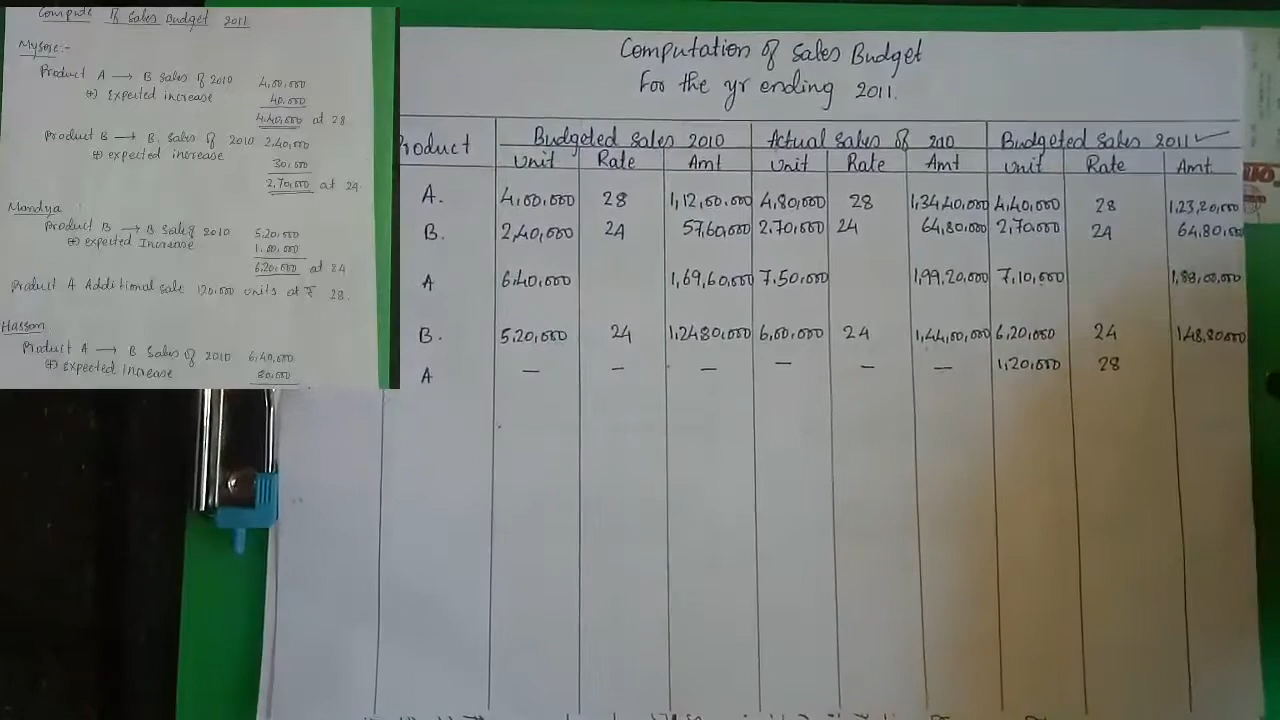 Compute of Sales Budget 2011
Mysore:-
Product A → B Sales of 2010 4,00,000
(+) Expected increase 40,000
4,40,000 at 28
Product B → B. Sales of 2010 2,40,000
(+) expected increase 30,000
2,70,000 at 24
Mandya
Product B → B Sales of 2010 5,20,000
(+) expected Increase 1,00,000
6,20,000 at 24
Product A Additional sale 120,000 units at ₹ 28.
Hassan
Product A → B Sales of 2010 6,40,000
(+) Expected Increase 80,000
Computation of Sales Budget
For the yr ending 2011.
Product Budgeted Sales 2010 Actual Sales of 210 Budgeted Sales 2011 ✓
Unit Rate Amt Unit Rate Amt Unit Rate Amt.
A. 4,00,000 28 1,12,00,000 4,80,000 28 1,34,40,000 4,40,000 28 1,23,20,000
B. 2,40,000 24 57,60,000 2,70,000 24 64,80,000 2,70,000 24 64,80,000
A 6,40,000 1,69,60,000 7,50,000 1,99,20,000 7,10,000 1,88,00,000
B. 5,20,000 24 1,24,80,000 6,00,000 24 1,44,00,000 6,20,000 24 1,48,80,000
A — — — — — — 1,20,000 28